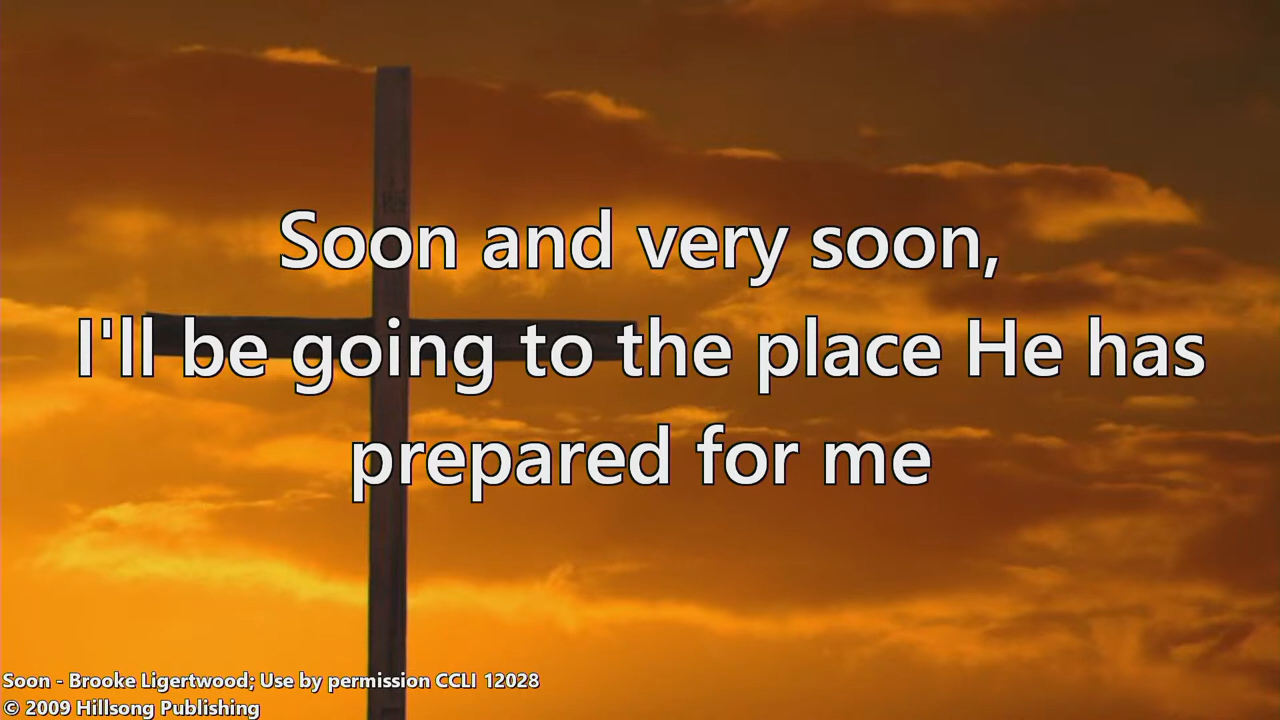 Soon and very soon,
I'll be going to the place He has
prepared for me
Soon - Brooke Ligertwood; Use by permission CCLI 12028
© 2009 Hillsong Publishing